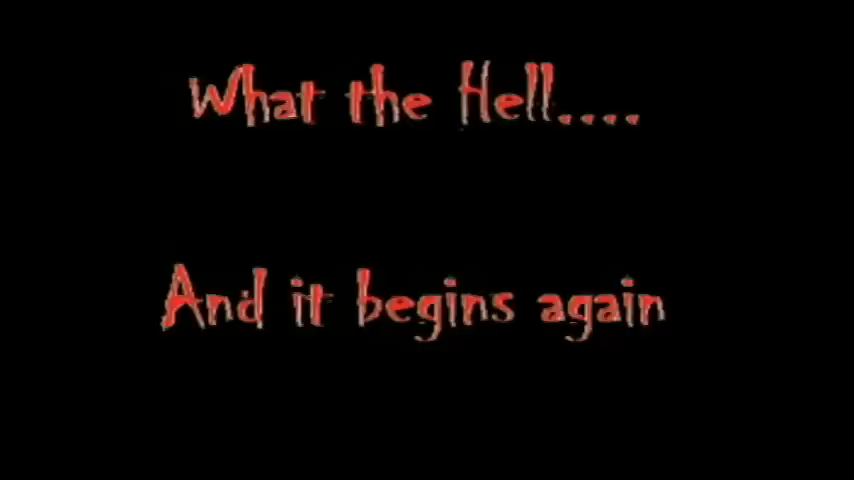 What the Hell....
And it begins again